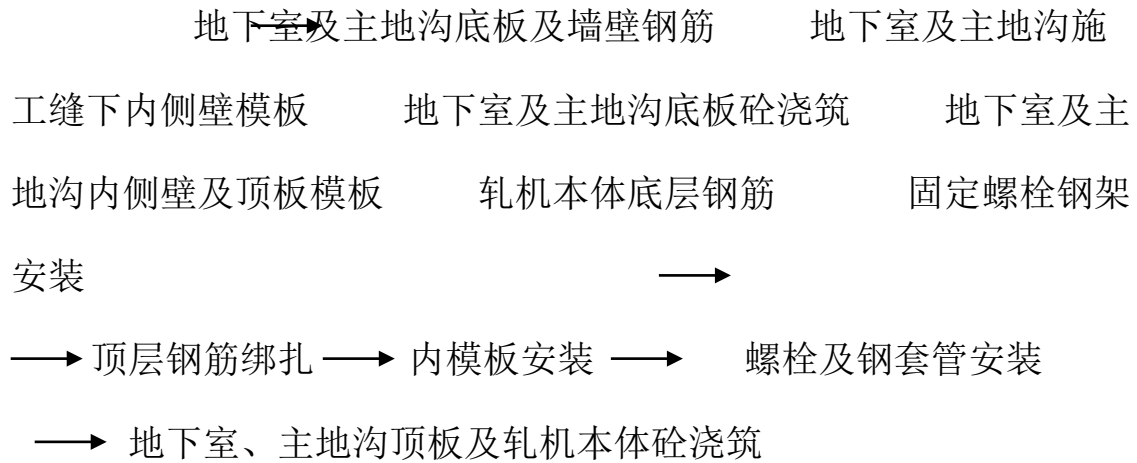 地下室及主地沟底板及墙壁钢筋 地下室及主地沟施
工缝下内侧壁模板 地下室及主地沟底板砼浇筑 地下室及主
地沟内侧壁及顶板模板 轧机本体底层钢筋 固定螺栓钢架
安装 →
→ 顶层钢筋绑扎 → 内模板安装 → 螺栓及钢套管安装
→ 地下室、主地沟顶板及轧机本体砼浇筑